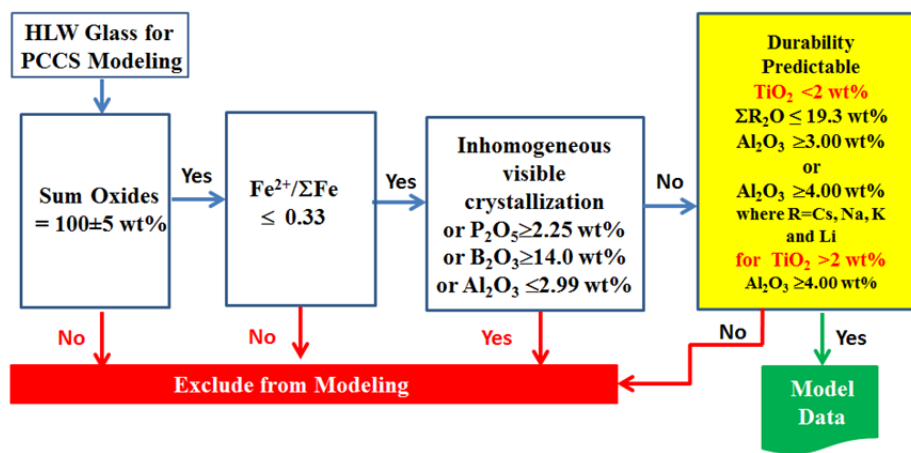 HLW Glass for
PCCS Modeling
Sum Oxides
= 100±5 wt%
Yes
No
Fe²⁺/ΣFe
≤ 0.33
Yes
No
Inhomogeneous
visible
crystallization
or P₂O₅≥2.25 wt%
or B₂O₃≥14.0 wt%
or Al₂O₃ ≤2.99 wt%
No
Yes
Durability
Predictable
TiO₂ <2 wt%
ΣR₂O ≤ 19.3 wt%
Al₂O₃ ≥3.00 wt%
or
Al₂O₃ ≥4.00 wt%
where R=Cs, Na, K
and Li
for TiO₂ >2 wt%
Al₂O₃ ≥4.00 wt%
No
Yes
Exclude from Modeling
Model
Data